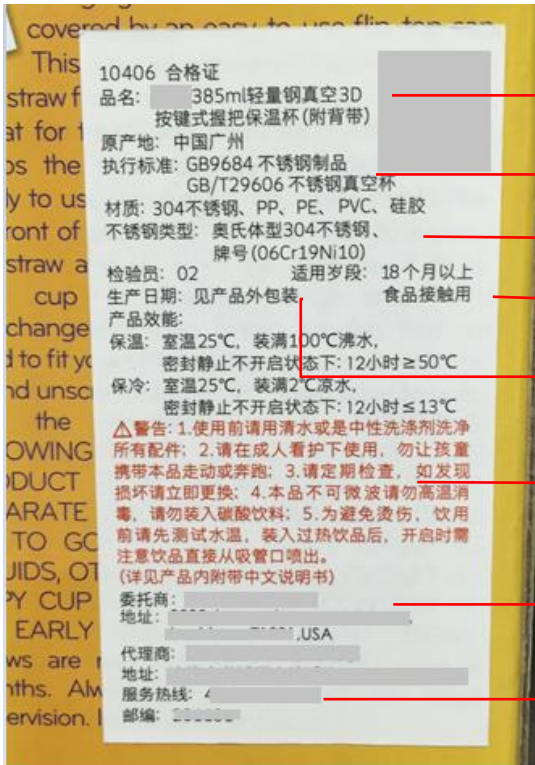 covered by an easy-to-use flip-top cap
This
straw f
at for t
ps the
ly to us
ront of
straw a
cup
change
d to fit yo
nd unsc
the
OWING
ODUCT
ARATE
TO GO
UIDS, OT
PY CUP
EARLY
ws are
nths. Alw
ervision. I
10406 合格证
品名: 385ml轻量钢真空3D
按键式握把保温杯(附背带)
原产地: 中国广州
执行标准: GB9684 不锈钢制品
GB/T29606 不锈钢真空杯
材质: 304不锈钢、PP、PE、PVC、硅胶
不锈钢类型: 奥氏体型304不锈钢、
牌号(06Cr19Ni10)
检验员: 02 适用岁段: 18个月以上
生产日期: 见产品外包装 食品接触用
产品效能:
保温: 室温25℃, 装满100℃沸水,
密封静止不开启状态下: 12小时≥50℃
保冷: 室温25℃, 装满2℃凉水,
密封静止不开启状态下: 12小时≤13℃
⚠警告: 1.使用前请用清水或是中性洗涤剂洗净
所有配件; 2.请在成人看护下使用, 勿让孩童
携带本品走动或奔跑; 3.请定期检查, 如发现
损坏请立即更换; 4.本品不可微波请勿高温消
毒, 请勿装入碳酸饮料; 5.为避免烫伤, 饮用
前请先测试水温, 装入过热饮品后, 开启时需
注意饮品直接从吸管口喷出。
(详见产品内附带中文说明书)
委托商:
地址:
,USA
代理商:
地址:
服务热线: 4
邮编: